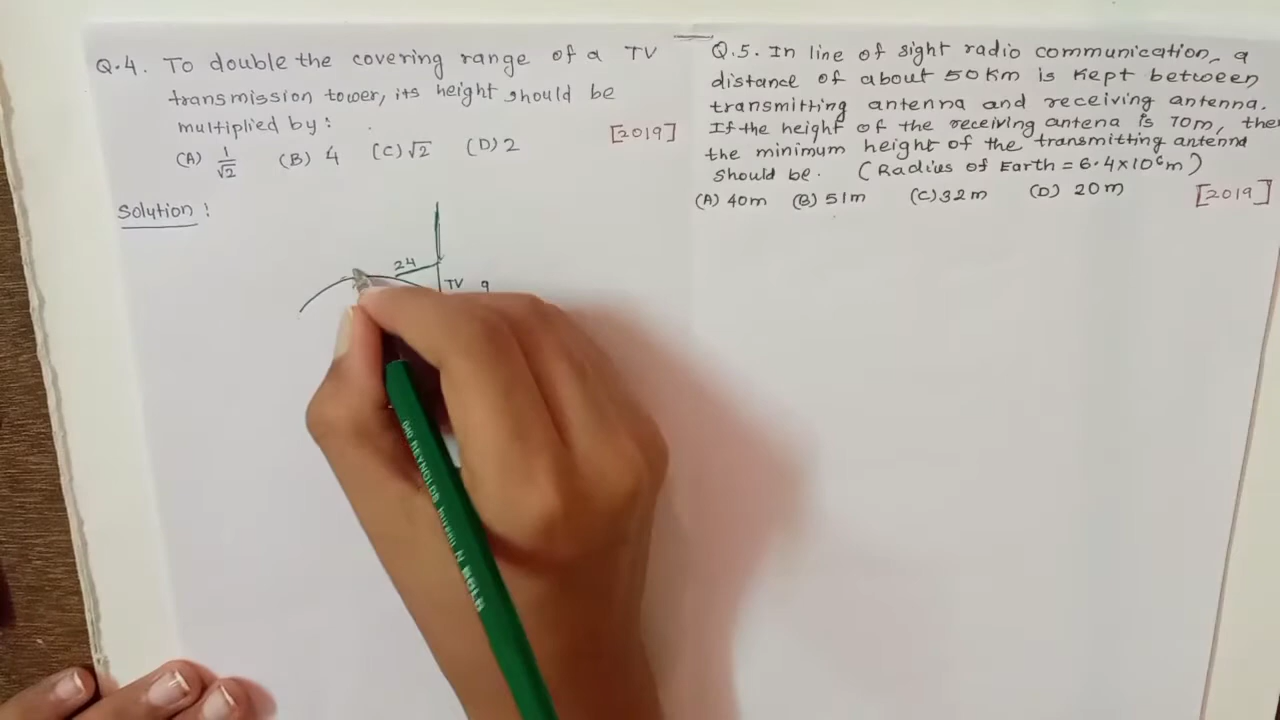 Q.4. To double the covering range of a TV
transmission tower, its height should be
multiplied by:
[2019]
(A) 1/√2 (B) 4 (C) √2 (D) 2
Solution:
24
TV
Q.5. In line of sight radio communication, a
distance of about 50Km is Kept between
transmitting antenna and receiving antenna.
If the height of the receiving antena is 70m, then
the minimum height of the transmitting antenna
should be. (Radius of Earth = 6.4×10⁶m)
(A) 40m (B) 51m (C) 32m (D) 20m
[2019]
REYNOLDS